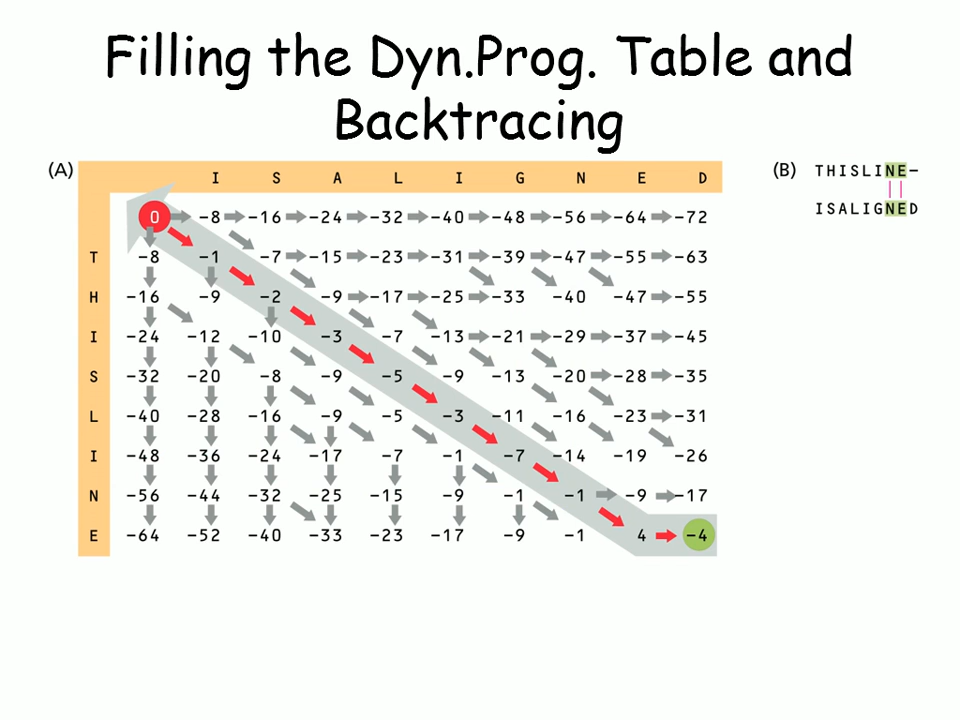 Filling the Dyn.Prog. Table and
Backtracing
(A)
I S A L I G N E D
0 -8 -16 -24 -32 -40 -48 -56 -64 -72
T -8 -1 -7 -15 -23 -31 -39 -47 -55 -63
H -16 -9 -2 -9 -17 -25 -33 -40 -47 -55
I -24 -12 -10 -3 -7 -13 -21 -29 -37 -45
S -32 -20 -8 -9 -5 -9 -13 -20 -28 -35
L -40 -28 -16 -9 -5 -3 -11 -16 -23 -31
I -48 -36 -24 -17 -7 -1 -7 -14 -19 -26
N -56 -44 -32 -25 -15 -9 -1 -1 -9 -17
E -64 -52 -40 -33 -23 -17 -9 -1 4 -4
(B) THISLINE-
ISALIGNED